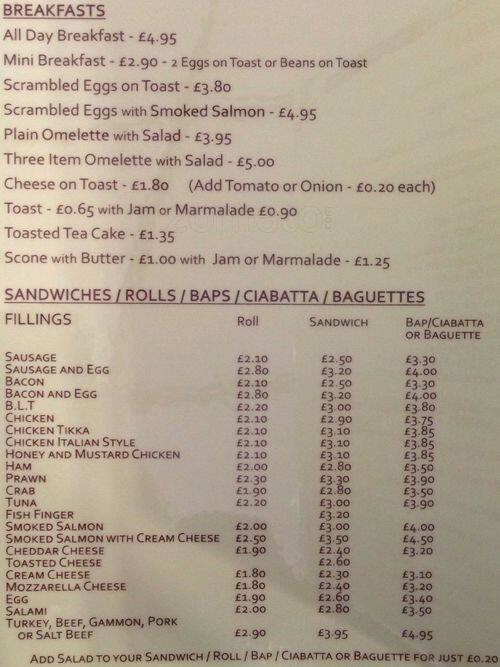 BREAKFASTS
All Day Breakfast - £4.95
Mini Breakfast - £2.90 - 2 Eggs on Toast or Beans on Toast
Scrambled Eggs on Toast - £3.80
Scrambled Eggs with Smoked Salmon - £4.95
Plain Omelette with Salad - £3.95
Three Item Omelette with Salad - £5.00
Cheese on Toast - £1.80 (Add Tomato or Onion - £0.20 each)
Toast - £0.65 with Jam or Marmalade £0.90
Toasted Tea Cake - £1.35
Scone with Butter - £1.00 with Jam or Marmalade - £1.25
SANDWICHES / ROLLS / BAPS / CIABATTA / BAGUETTES
FILLINGS Roll SANDWICH BAP/CIABATTA
OR BAGUETTE
SAUSAGE £2.10 £2.50 £3.30
SAUSAGE AND EGG £2.80 £3.20 £4.00
BACON £2.10 £2.50 £3.30
BACON AND EGG £2.80 £3.20 £4.00
B.L.T £2.20 £3.00 £3.80
CHICKEN £2.10 £2.90 £3.75
CHICKEN TIKKA £2.10 £3.10 £3.85
CHICKEN ITALIAN STYLE £2.10 £3.10 £3.85
HONEY AND MUSTARD CHICKEN £2.10 £3.10 £3.85
HAM £2.00 £2.80 £3.50
PRAWN £2.30 £3.30 £3.90
CRAB £1.90 £2.80 £3.50
TUNA £2.20 £3.00 £3.90
FISH FINGER £3.20
SMOKED SALMON £2.00 £3.00 £4.00
SMOKED SALMON WITH CREAM CHEESE £2.50 £3.50 £4.50
CHEDDAR CHEESE £1.90 £2.40 £3.20
TOASTED CHEESE £2.60
CREAM CHEESE £1.80 £2.30 £3.10
MOZZARELLA CHEESE £1.80 £2.40 £3.20
EGG £1.90 £2.60 £3.40
SALAMI £2.00 £2.80 £3.50
TURKEY, BEEF, GAMMON, PORK
OR SALT BEEF £2.90 £3.95 £4.95
ADD SALAD TO YOUR SANDWICH / ROLL / BAP / CIABATTA OR BAGUETTE FOR JUST £0.20